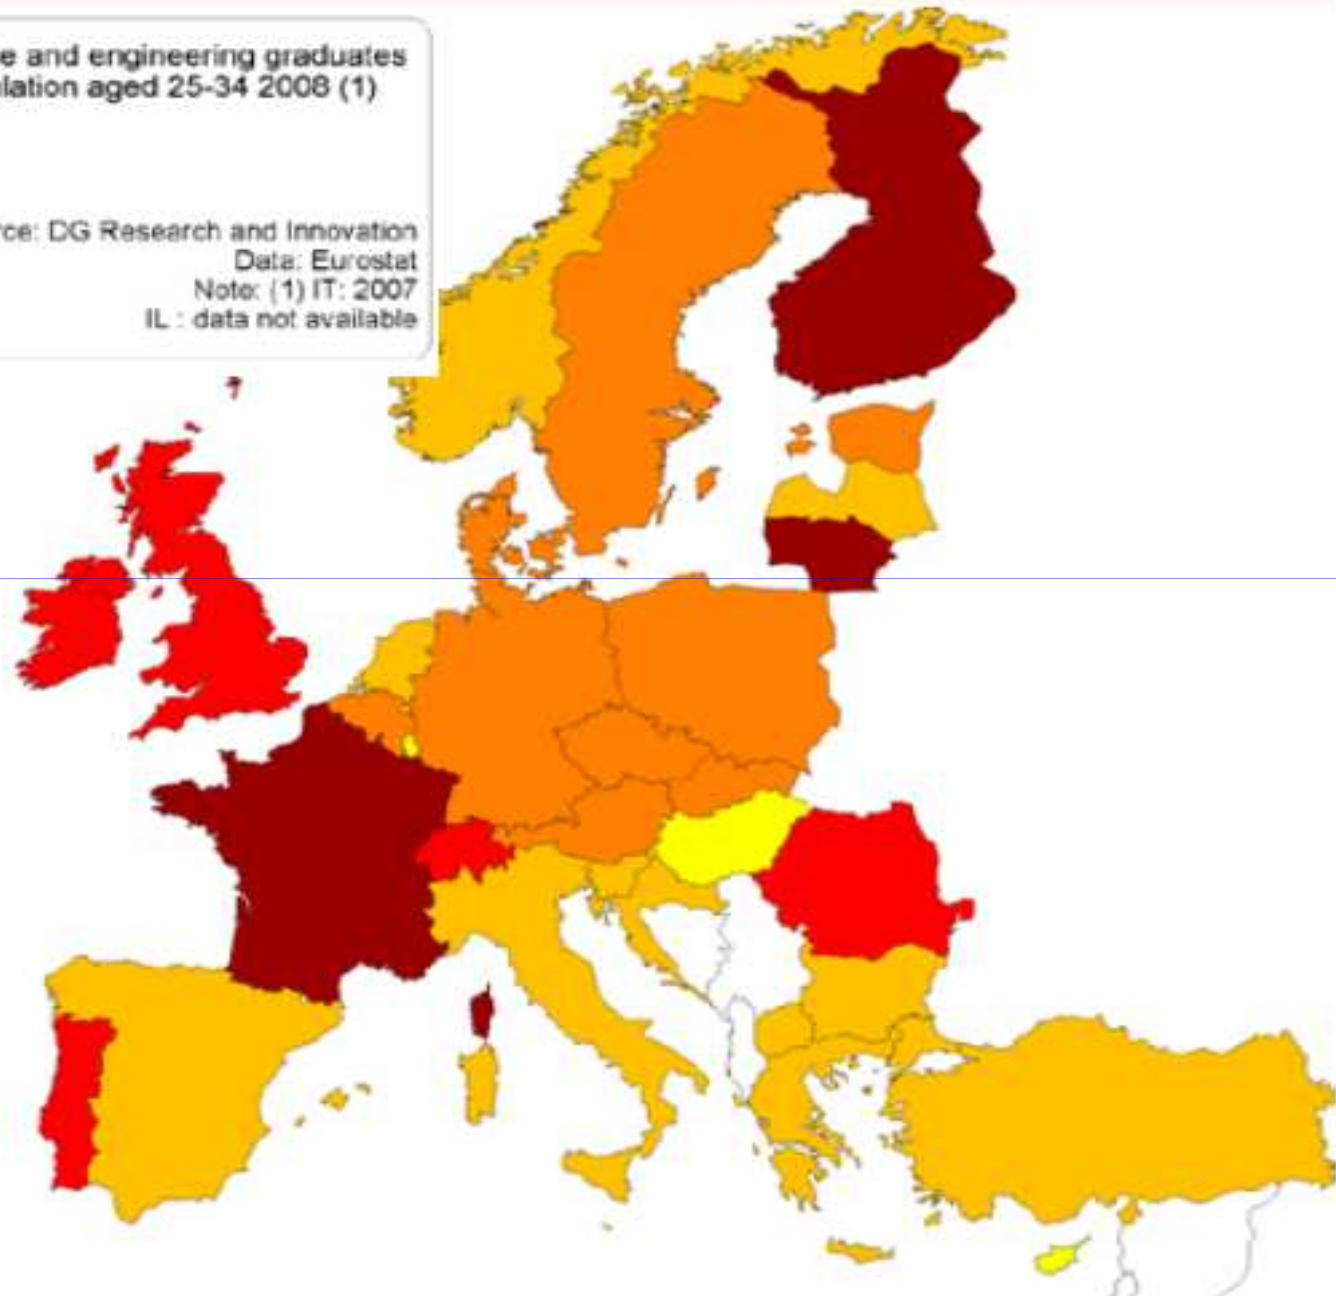 e and engineering graduates
lation aged 25-34 2008 (1)
rce: DG Research and Innovation
Data: Eurostat
Note: (1) IT: 2007
IL : data not available